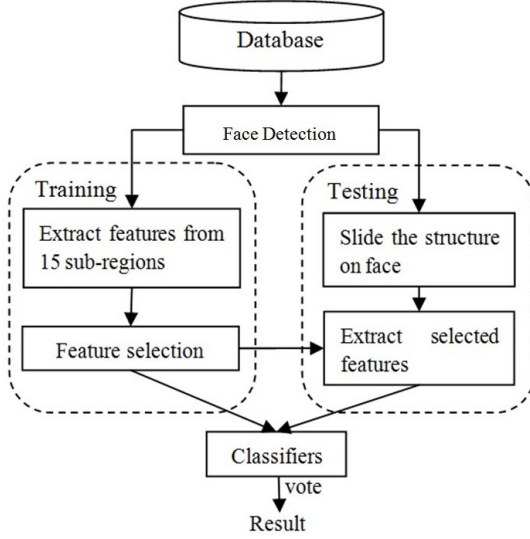 Database
Face Detection
Training
Extract features from
15 sub-regions
Feature selection
Testing
Slide the structure
on face
Extract selected
features
Classifiers
vote
Result